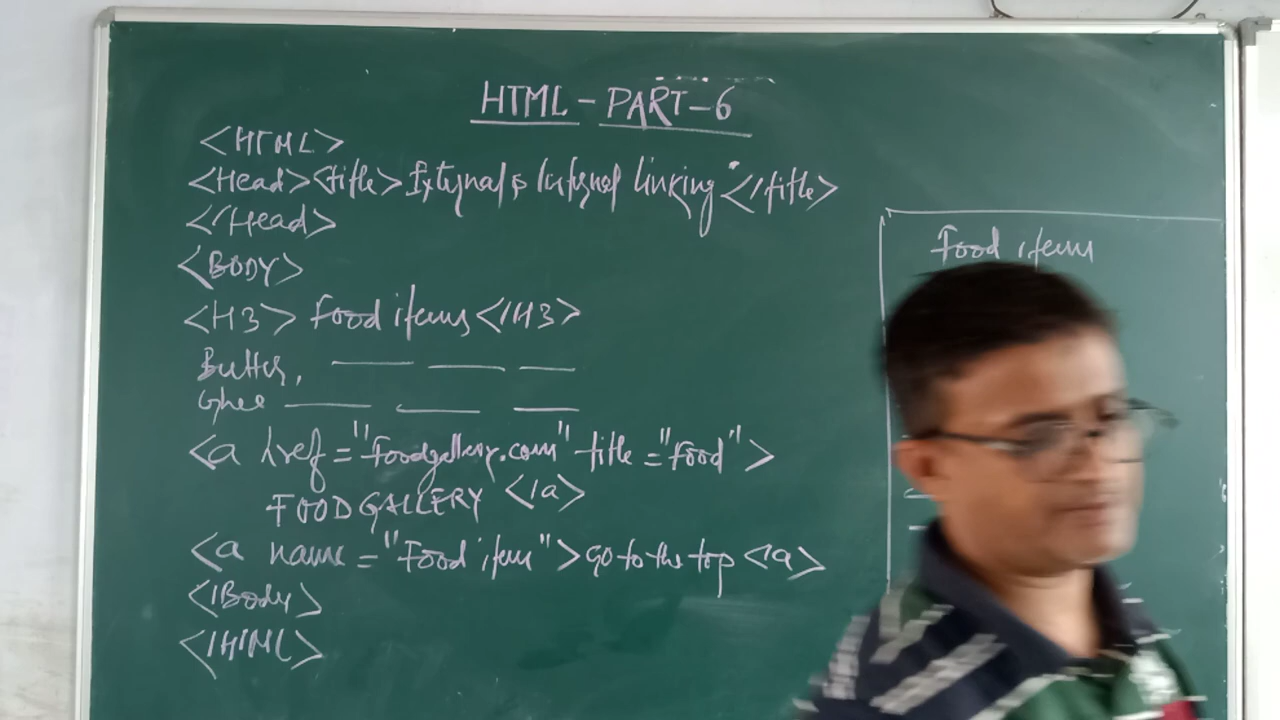 HTML - PART-6
<HTML>
<Head><title> External & Internal linking </title>
</Head>
<BODY>
<H3> Food items </H3>
Butter,
Ghee
<a href="Foodgallery.com" title="Food">
FOODGALLERY </a>
<a name="Food item">Go to the top </a>
</Body>
</HTML>
Food items